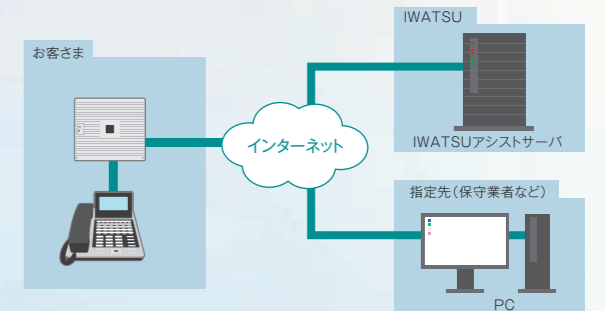 IWATSU
お客さま
IWATSUアシストサーバ
インターネット
指定先(保守業者など)
PC